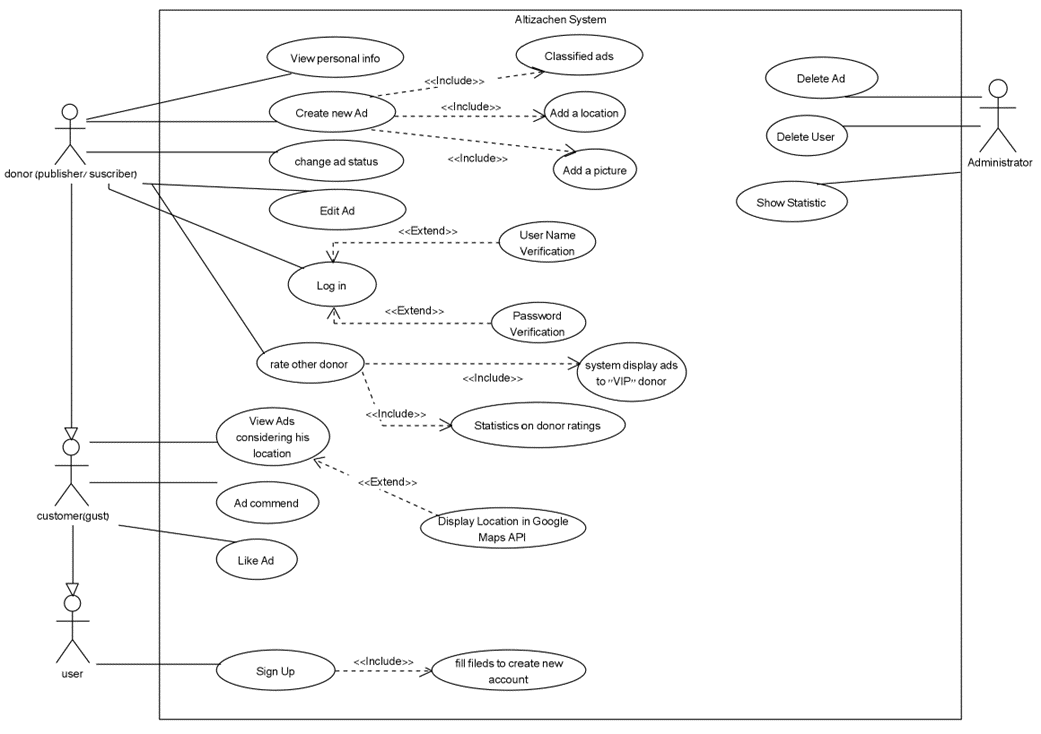 Altizachen System
View personal info
Classified ads
<<Include>>
Delete Ad
Create new Ad
<<Include>>
Add a location
Delete User
Administrator
donor (publisher/ suscriber)
change ad status
<<Include>>
Add a picture
Edit Ad
Show Statistic
<<Extend>>
User Name
Verification
Log in
<<Extend>>
Password
Verification
rate other donor
<<Include>>
system display ads
to "VIP" donor
<<Include>>
Statistics on donor ratings
View Ads
considering his
location
<<Extend>>
Ad commend
customer(gust)
Display Location in Google
Maps API
Like Ad
user
Sign Up
<<Include>>
fill fileds to create new
account